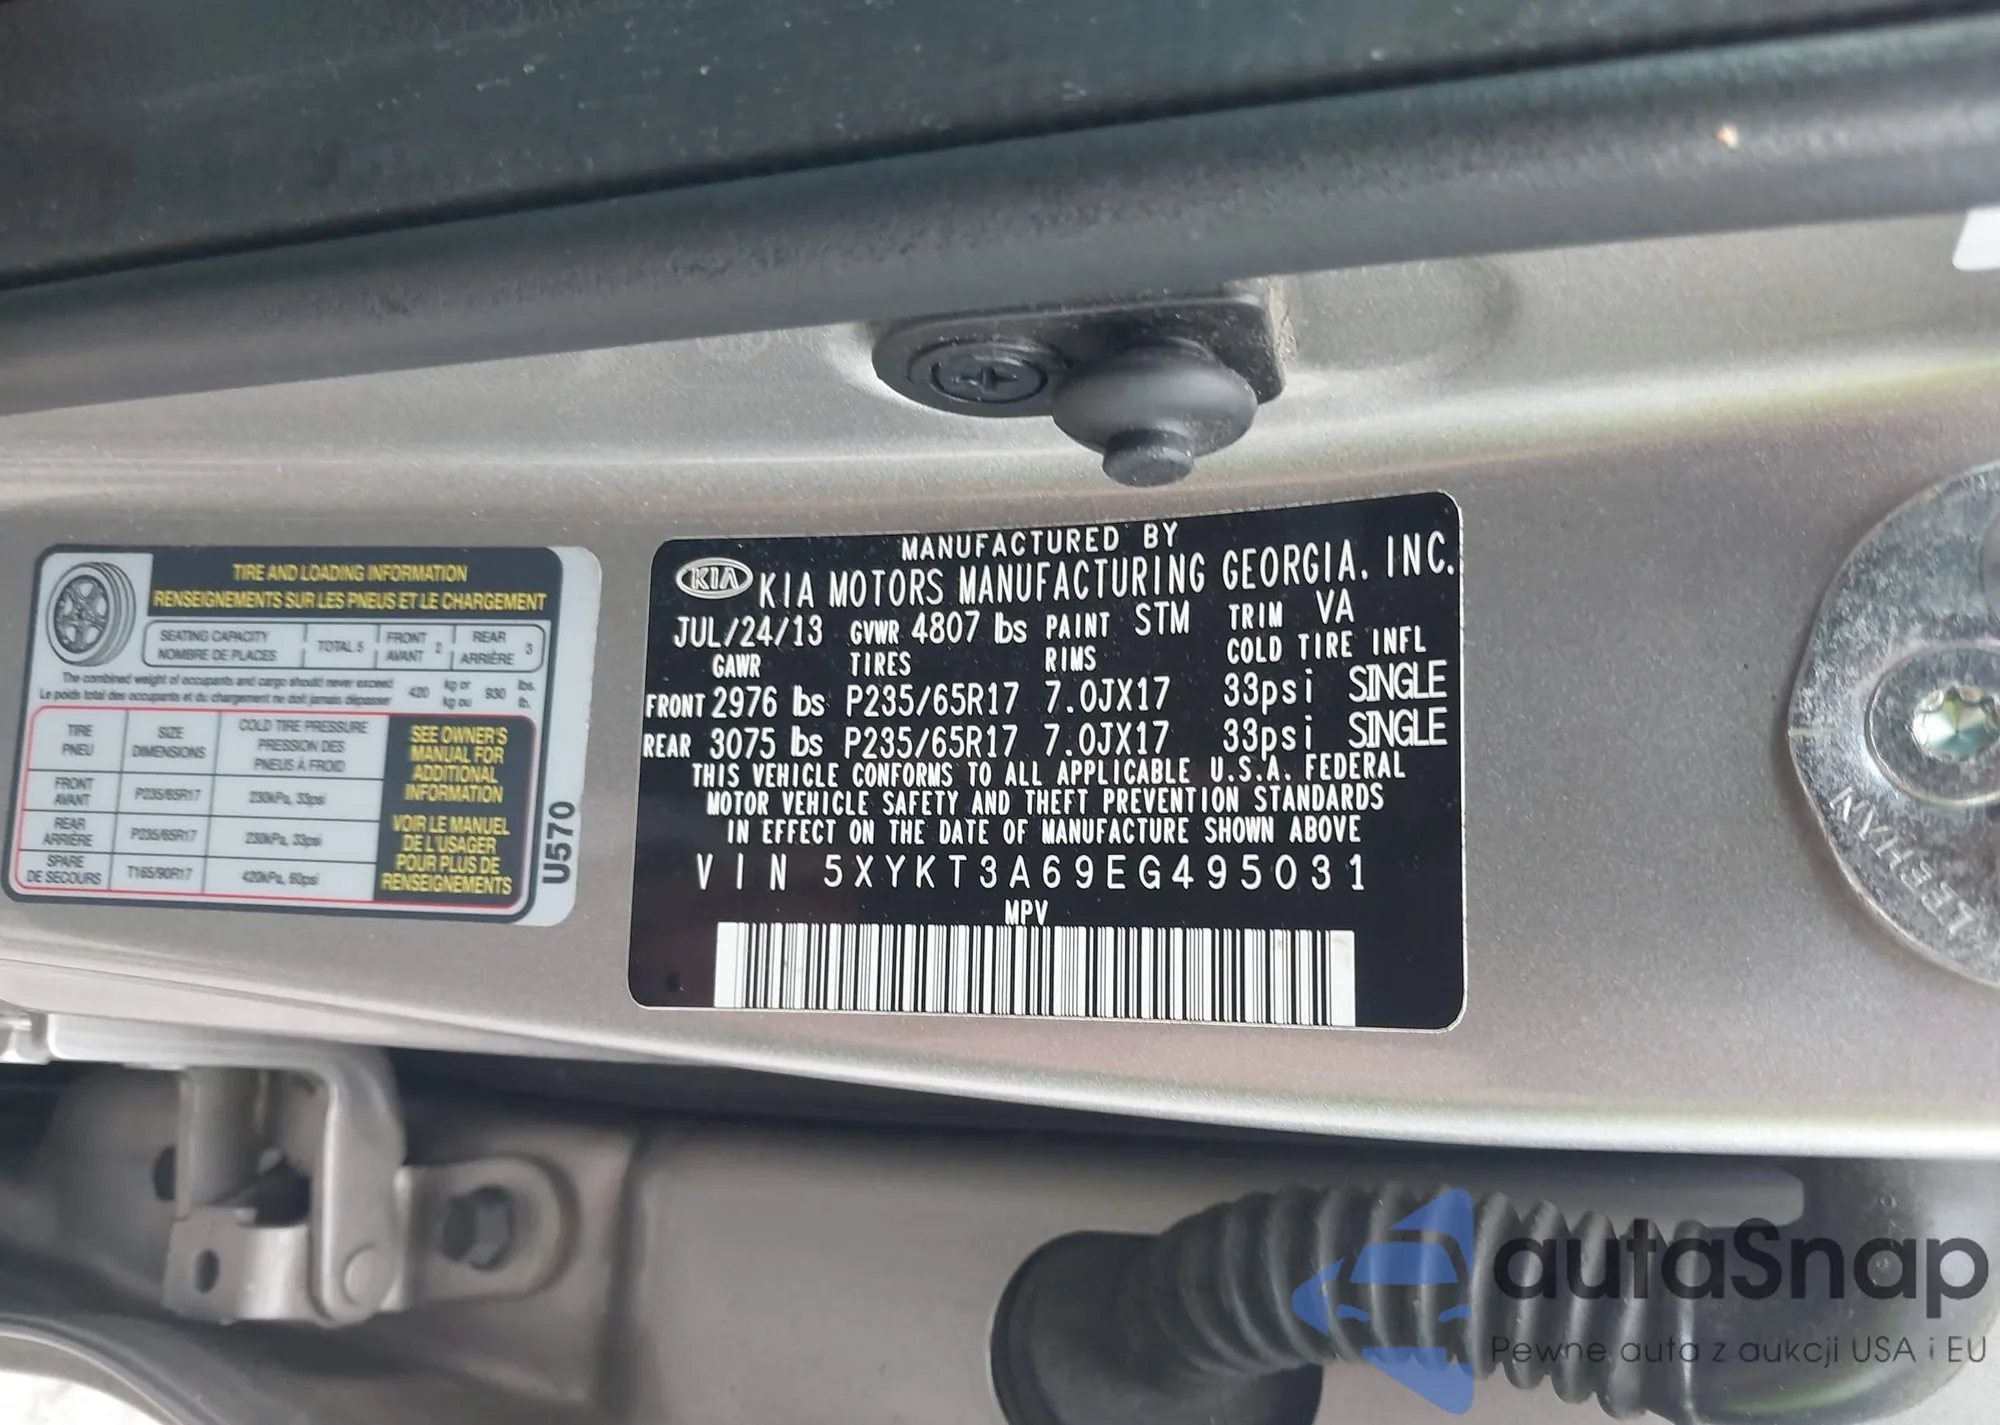 TIRE AND LOADING INFORMATION
RENSEIGNEMENTS SUR LES PNEUS ET LE CHARGEMENT
SEATING CAPACITY
NOMBRE DE PLACES
TOTAL 5
FRONT
AVANT
2
REAR
ARRIÈRE
3
The combined weight of occupants and cargo should never exceed
Le poids total des occupants et du chargement ne doit jamais dépasser
420
kg or
kg ou
930
lbs.
lb.
TIRE
PNEU
SIZE
DIMENSIONS
COLD TIRE PRESSURE
PRESSION DES
PNEUS À FROID
FRONT
AVANT
P235/65R17
230kPa, 33psi
REAR
ARRIÈRE
P235/65R17
230kPa, 33psi
SPARE
DE SECOURS
T165/90R17
420kPa, 60psi
SEE OWNER'S
MANUAL FOR
ADDITIONAL
INFORMATION
VOIR LE MANUEL
DE L'USAGER
POUR PLUS DE
RENSEIGNEMENTS
U570
MANUFACTURED BY
KIA KIA MOTORS MANUFACTURING GEORGIA. INC.
JUL/24/13 GVWR 4807 lbs PAINT STM TRIM VA
GAWR TIRES RIMS COLD TIRE INFL
FRONT 2976 lbs P235/65R17 7.0JX17 33psi SINGLE
REAR 3075 lbs P235/65R17 7.0JX17 33psi SINGLE
THIS VEHICLE CONFORMS TO ALL APPLICABLE U.S.A. FEDERAL
MOTOR VEHICLE SAFETY AND THEFT PREVENTION STANDARDS
IN EFFECT ON THE DATE OF MANUFACTURE SHOWN ABOVE
VIN 5XYKT3A69EG495031
MPV
autaSnap
Pewne auta z aukcji USA i EU